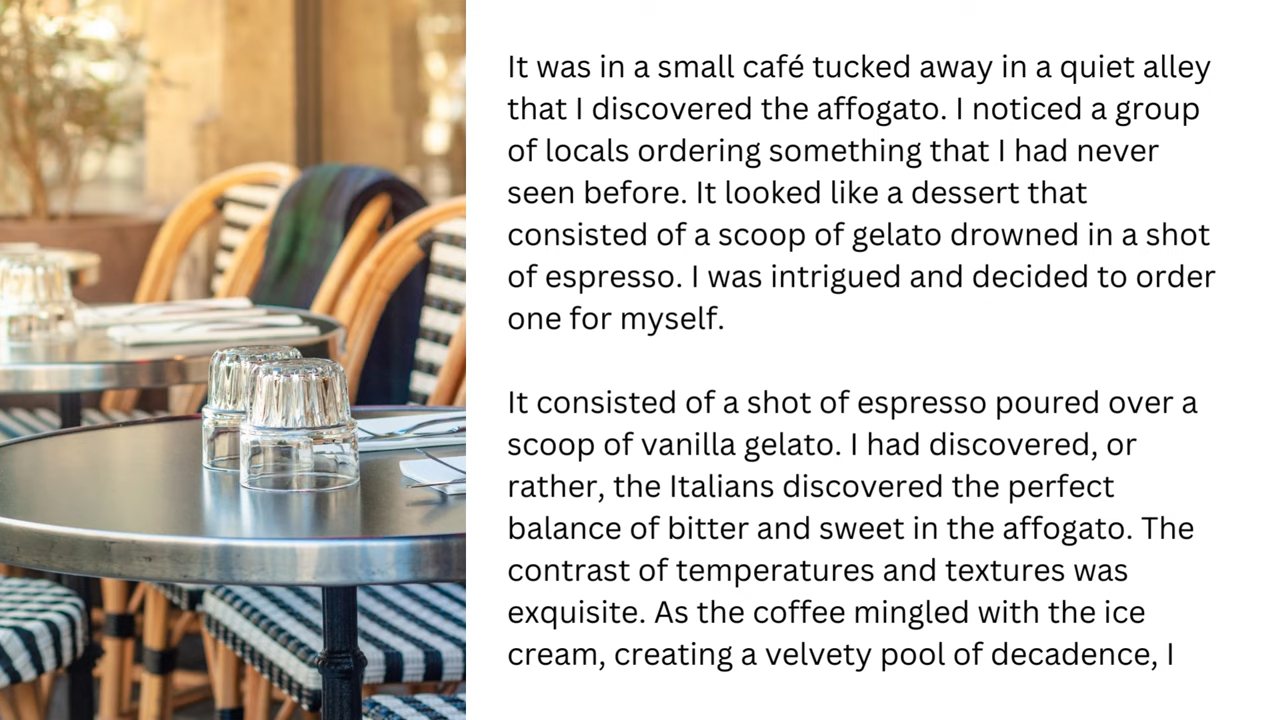 It was in a small café tucked away in a quiet alley
that I discovered the affogato. I noticed a group
of locals ordering something that I had never
seen before. It looked like a dessert that
consisted of a scoop of gelato drowned in a shot
of espresso. I was intrigued and decided to order
one for myself.
It consisted of a shot of espresso poured over a
scoop of vanilla gelato. I had discovered, or
rather, the Italians discovered the perfect
balance of bitter and sweet in the affogato. The
contrast of temperatures and textures was
exquisite. As the coffee mingled with the ice
cream, creating a velvety pool of decadence, I